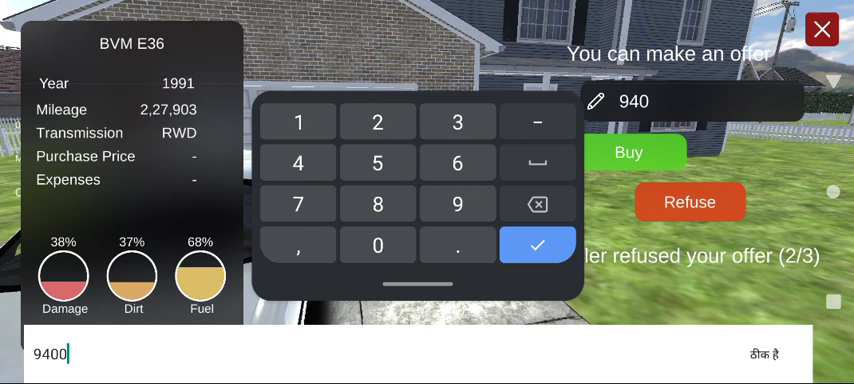 BVM E36
Year 1991
Mileage 2,27,903
Transmission RWD
Purchase Price -
Expenses -
38% 37% 68%
Damage Dirt Fuel
1 2 3 -
4 5 6
7 8 9
, 0 .
You can make an offer
940
Buy
Refuse
ler refused your offer (2/3)
9400 ठीक है